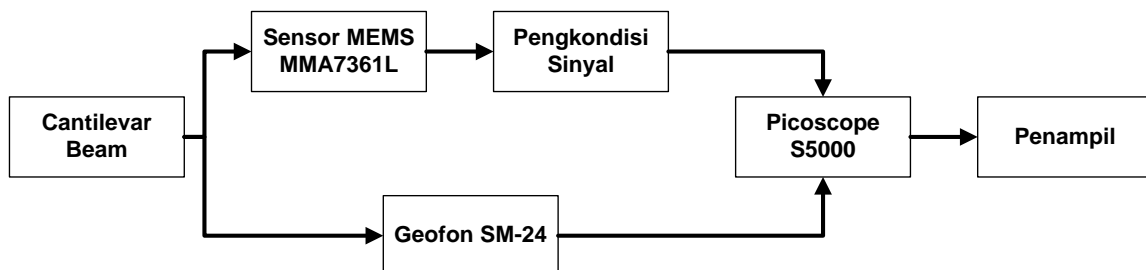 Sensor MEMS
MMA7361L
Pengkondisi
Sinyal
Cantilevar
Beam
Picoscope
S5000
Penampil
Geofon SM-24